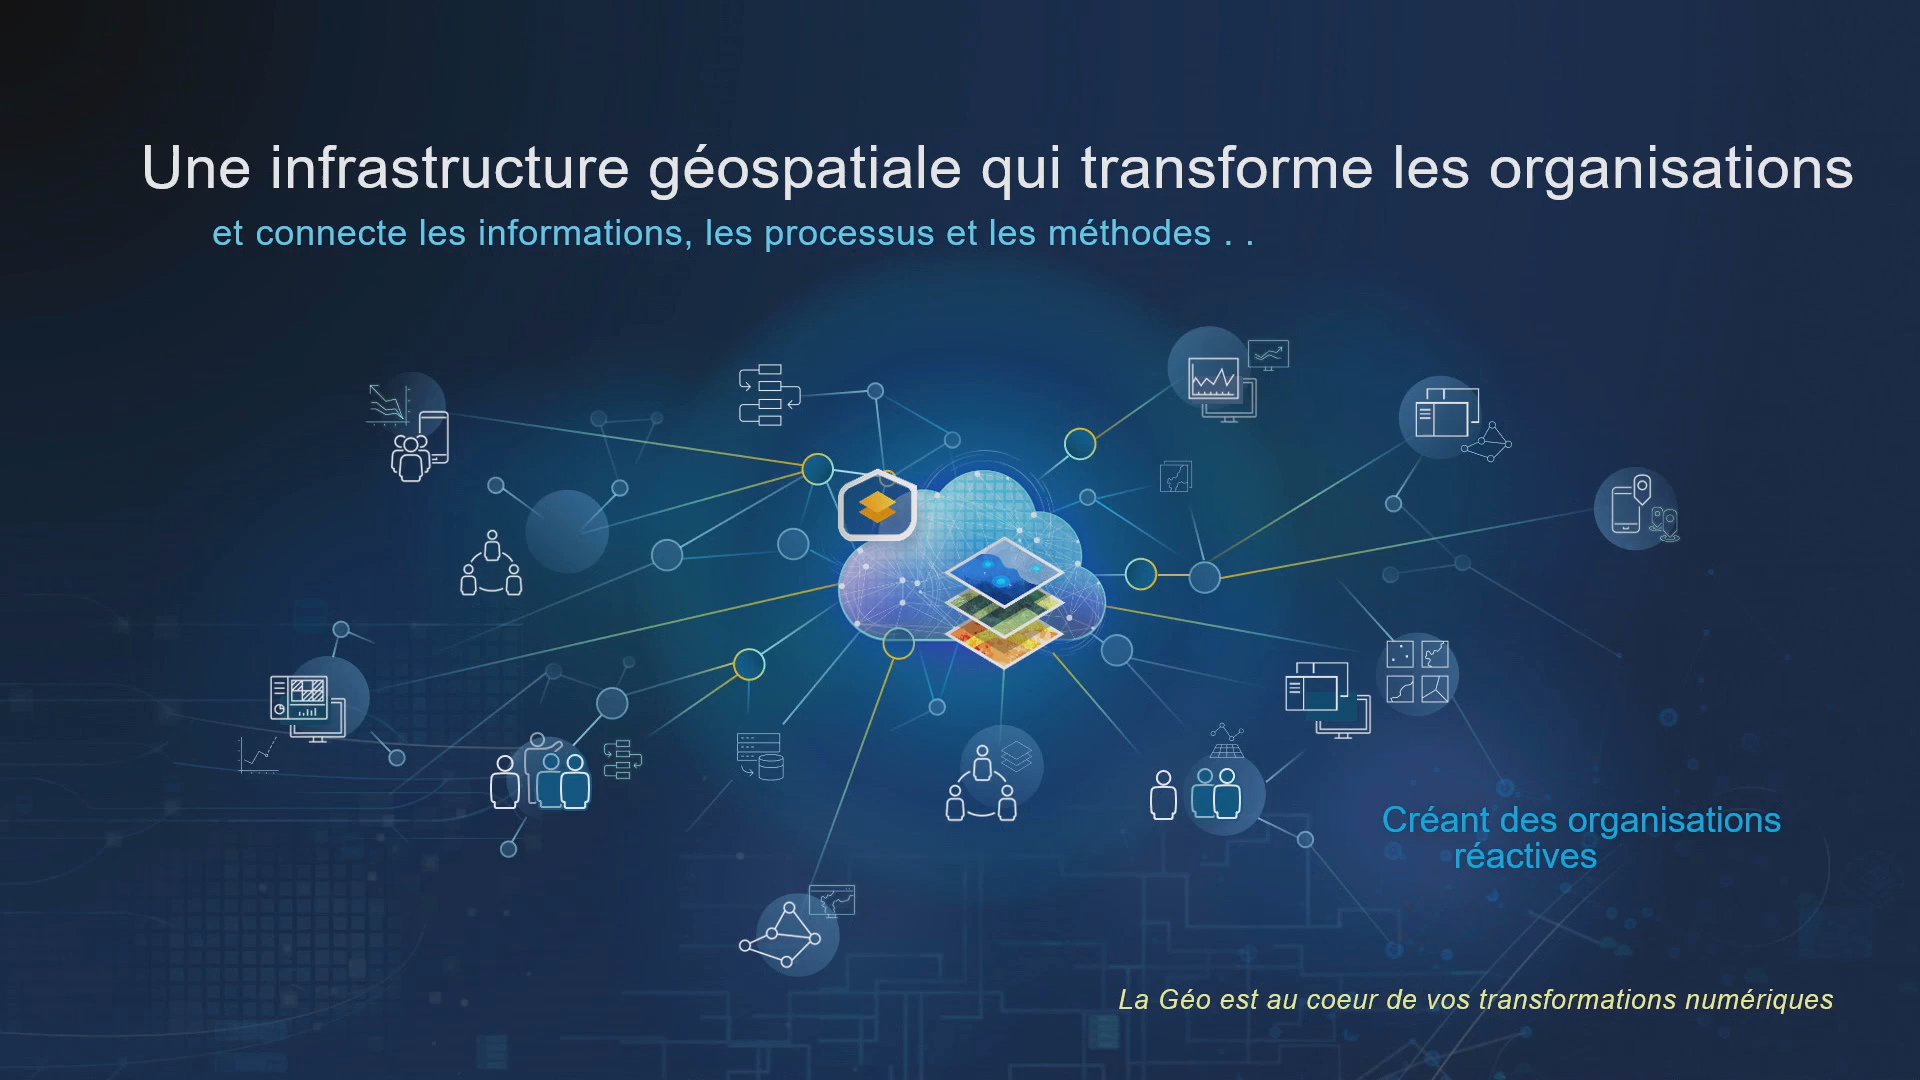 Une infrastructure géospatiale qui transforme les organisations
et connecte les informations, les processus et les méthodes . .
Créant des organisations
réactives
La Géo est au coeur de vos transformations numériques